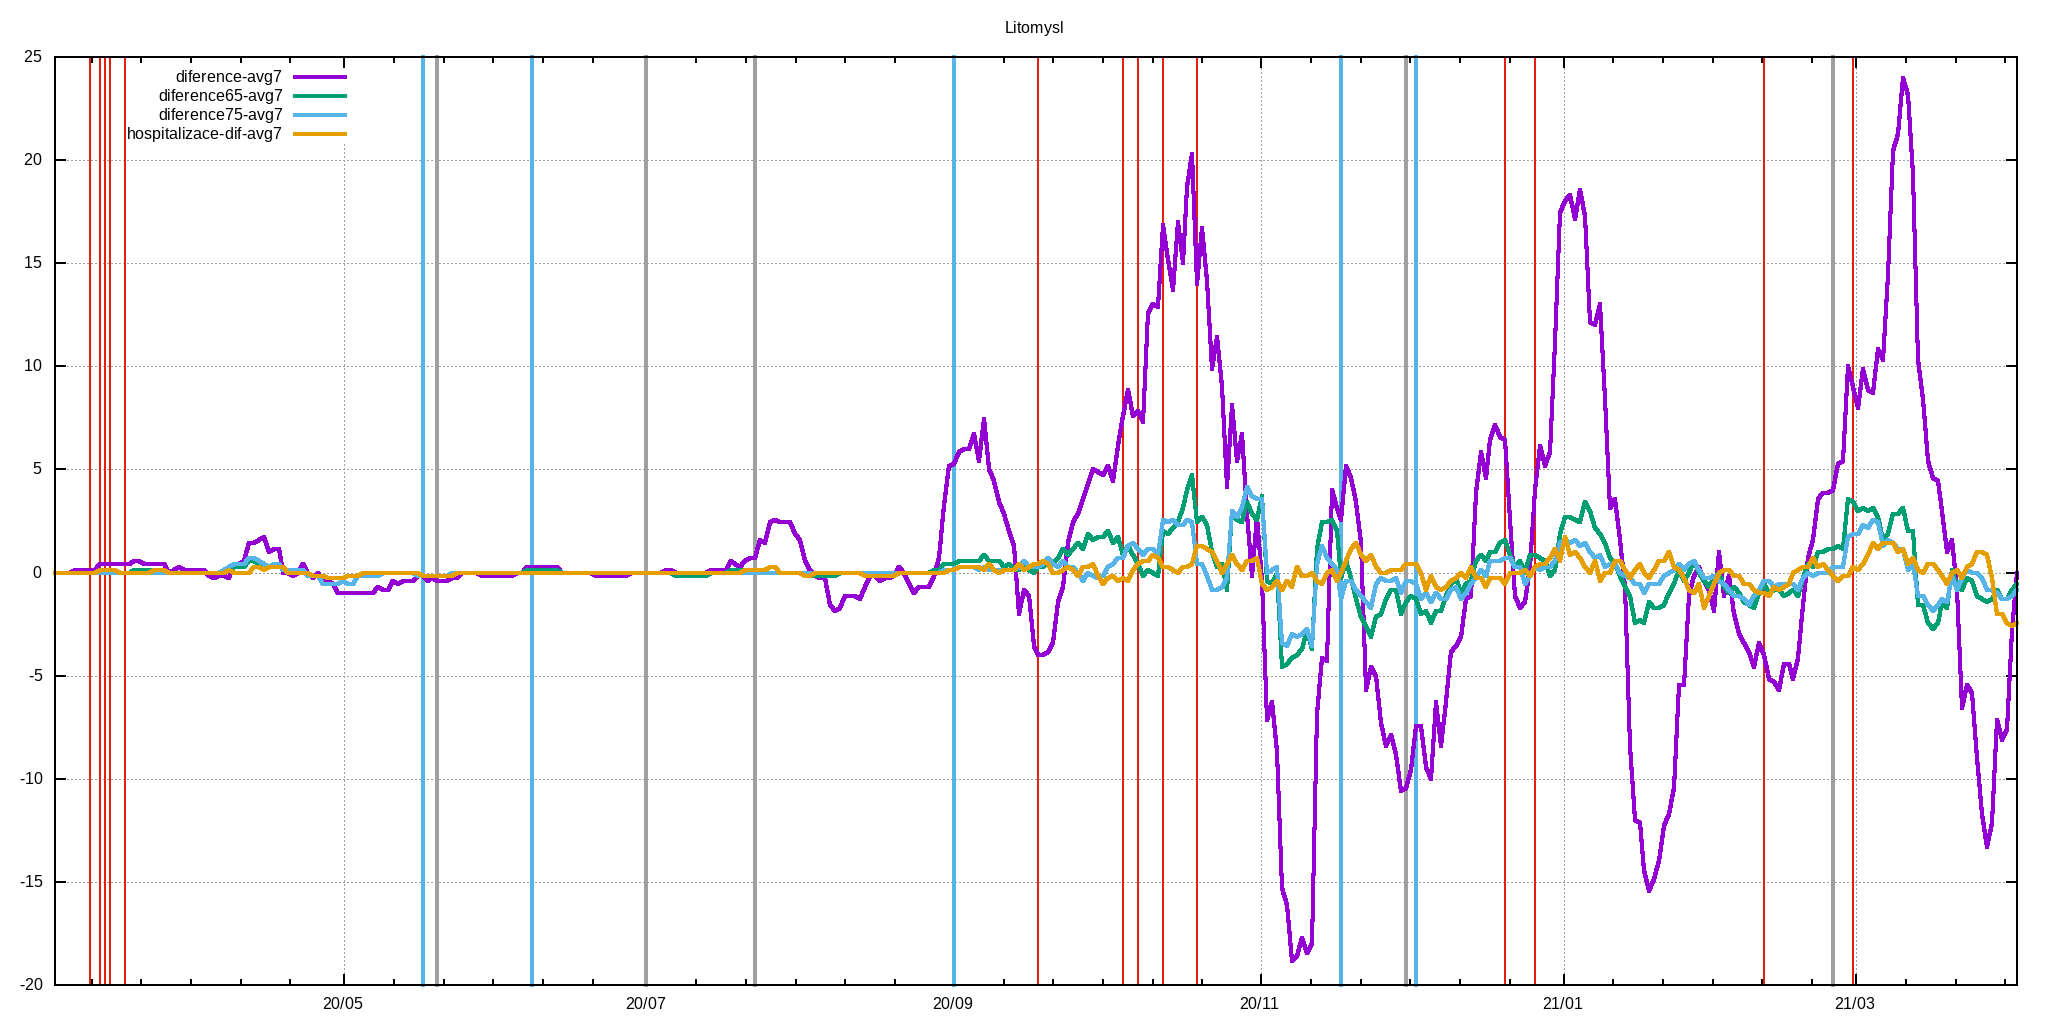 Litomysl
25
diference-avg7
diference65-avg7
diference75-avg7
hospitalizace-dif-avg7
20
15
10
5
0
-5
-10
-15
-20
20/05 20/07 20/09 20/11 21/01 21/03